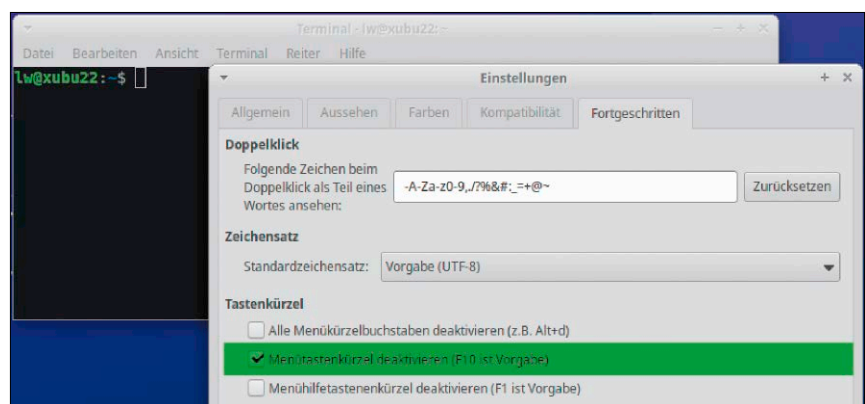 Terminal - lw@xubu22: ~
Datei Bearbeiten Ansicht Terminal Reiter Hilfe
lw@xubu22:~$
Einstellungen
Allgemein Aussehen Farben Kompatibilität Fortgeschritten
Doppelklick
Folgende Zeichen beim
Doppelklick als Teil eines
Wortes ansehen:
-A-Za-z0-9,./?%&#:_=+@~
Zurücksetzen
Zeichensatz
Standardzeichensatz: Vorgabe (UTF-8)
Tastenkürzel
Alle Menükürzelbuchstaben deaktivieren (z.B. Alt+d)
Menütastenkürzel deaktivieren (F10 ist Vorgabe)
Menühilfetastenenkürzel deaktivieren (F1 ist Vorgabe)